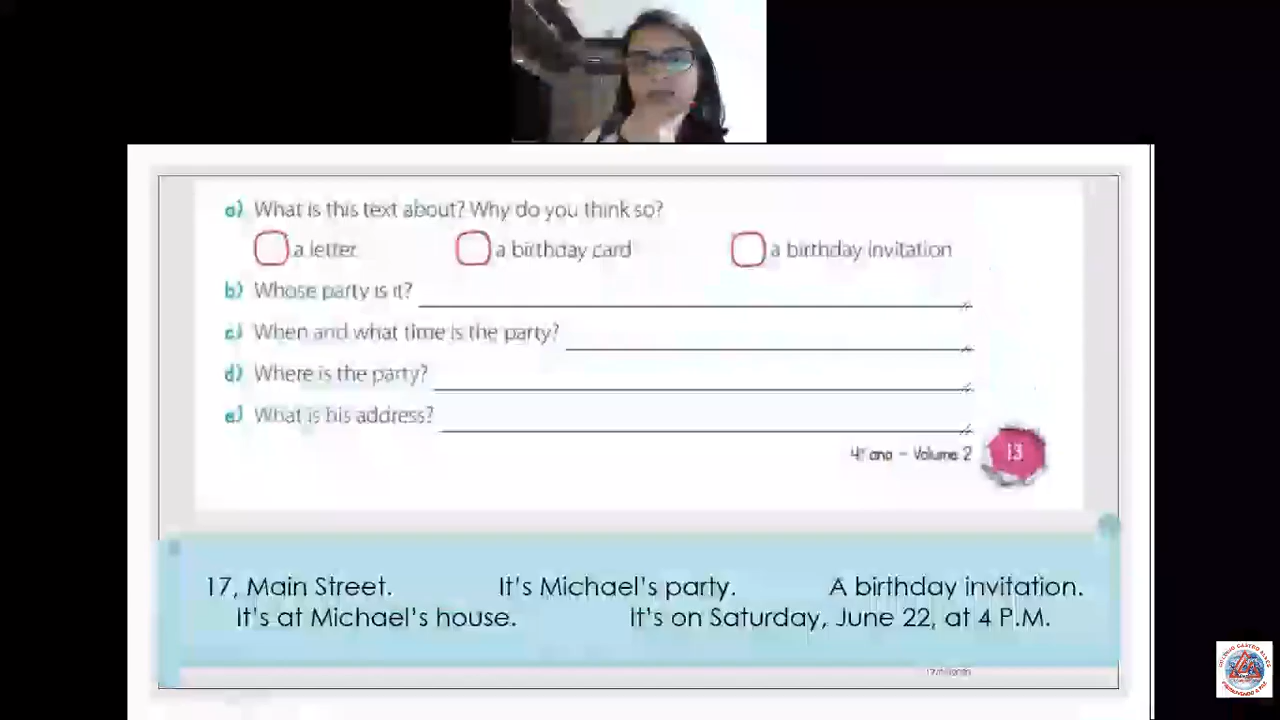 a) What is this text about? Why do you think so?
a letter a birthday card a birthday invitation
b) Whose party is it?
c) When and what time is the party?
d) Where is the party?
e) What is his address?
4º ano – Volume 2 13
17, Main Street. It's Michael's party. A birthday invitation.
It's at Michael's house. It's on Saturday, June 22, at 4 P.M.